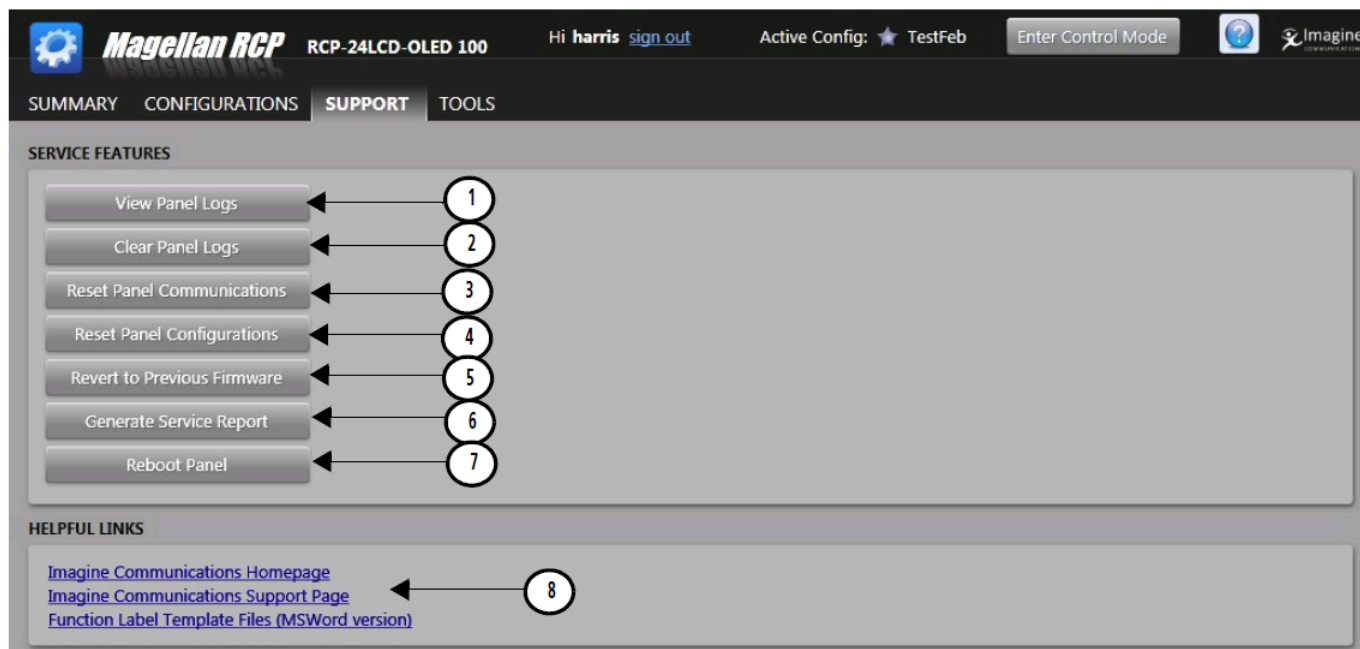 Magellan RCP RCP-24LCD-OLED 100 Hi harris sign out Active Config: TestFeb Enter Control Mode ? Imagine
COMMUNICATIONS
SUMMARY CONFIGURATIONS SUPPORT TOOLS
SERVICE FEATURES
View Panel Logs 1
Clear Panel Logs 2
Reset Panel Communications 3
Reset Panel Configurations 4
Revert to Previous Firmware 5
Generate Service Report 6
Reboot Panel 7
HELPFUL LINKS
Imagine Communications Homepage
Imagine Communications Support Page 8
Function Label Template Files (MSWord version)